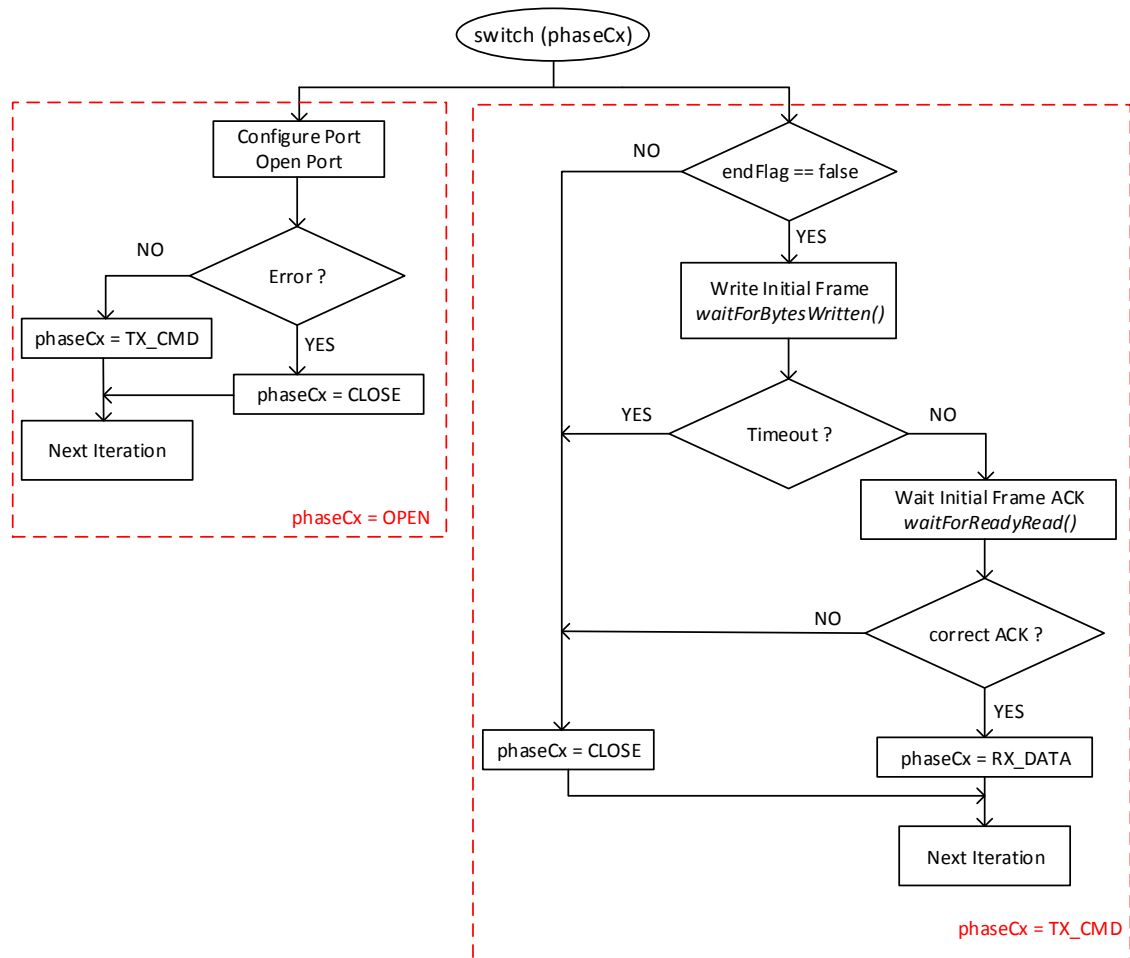 switch (phaseCx)
Configure Port
Open Port
Error ?
NO
YES
phaseCx = TX_CMD
phaseCx = CLOSE
Next Iteration
phaseCx = OPEN
endFlag == false
NO
YES
Write Initial Frame
waitForBytesWritten()
Timeout ?
YES
NO
Wait Initial Frame ACK
waitForReadyRead()
correct ACK ?
NO
YES
phaseCx = CLOSE
phaseCx = RX_DATA
Next Iteration
phaseCx = TX_CMD